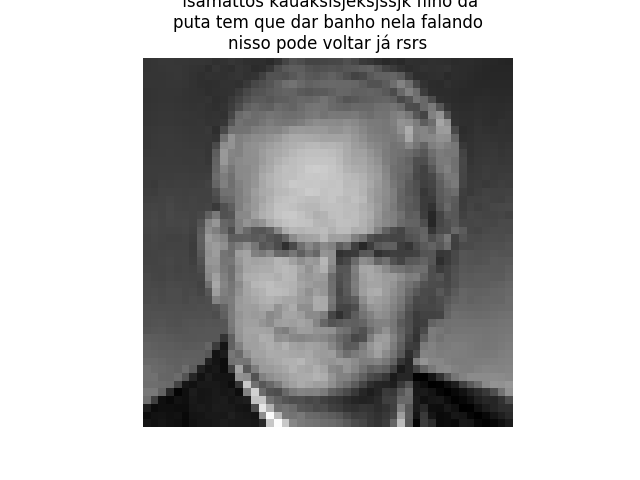 isamattos kauaksisjeksjssjk filho da
puta tem que dar banho nela falando
nisso pode voltar já rsrs